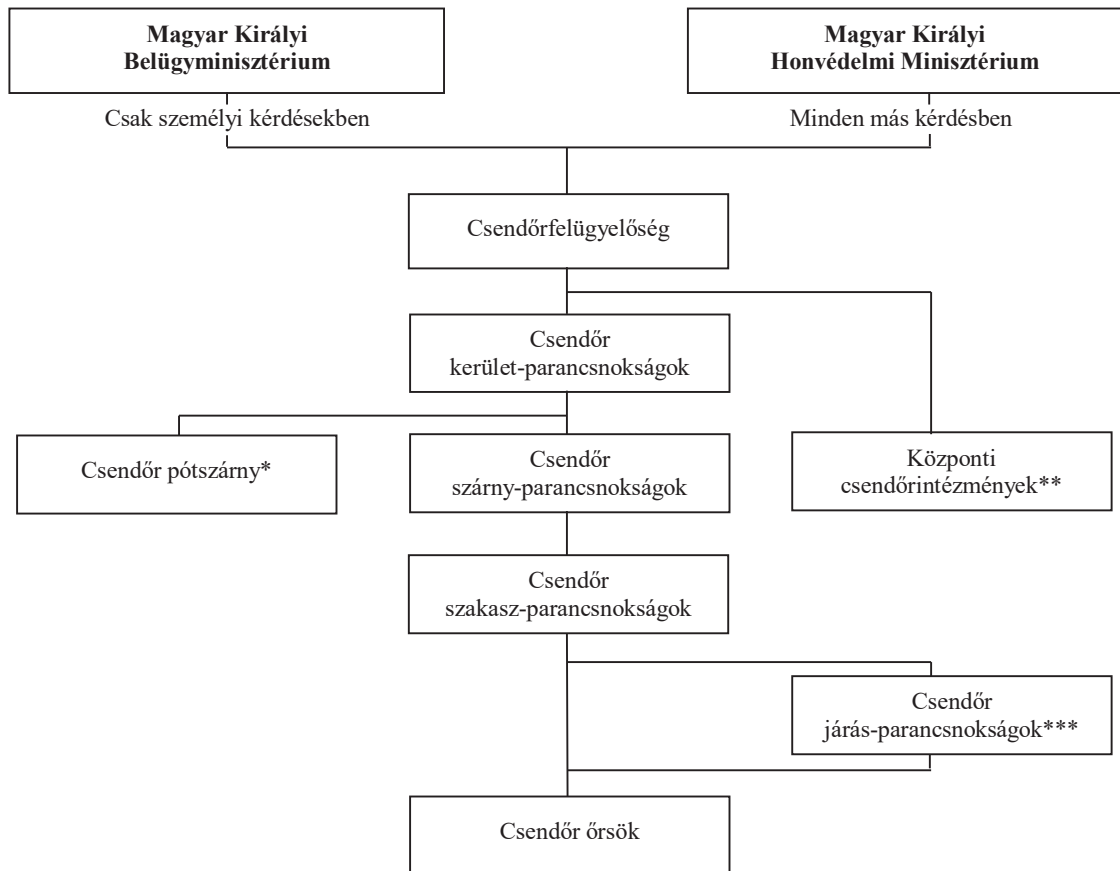 Magyar Királyi
Belügyminisztérium
Magyar Királyi
Honvédelmi Minisztérium
Csak személyi kérdésekben
Minden más kérdésben
Csendőrfelügyelőség
Csendőr
kerület-parancsnokságok
Csendőr pótszárny*
Csendőr
szárny-parancsnokságok
Központi
csendőrintézmények**
Csendőr
szakasz-parancsnokságok
Csendőr
járás-parancsnokságok***
Csendőr őrsök